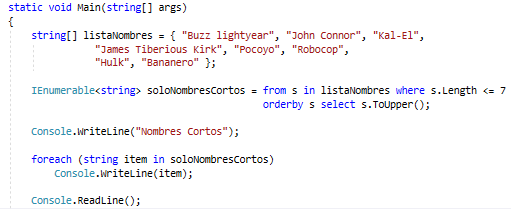 static void Main(string[] args)
{
string[] listaNombres = { "Buzz lightyear", "John Connor", "Kal-El",
"James Tiberious Kirk", "Pocoyo", "Robocop",
"Hulk", "Bananero" };
IEnumerable<string> soloNombresCortos = from s in listaNombres where s.Length <= 7
orderby s select s.ToUpper();
Console.WriteLine("Nombres Cortos");
foreach (string item in soloNombresCortos)
Console.WriteLine(item);
Console.ReadLine();